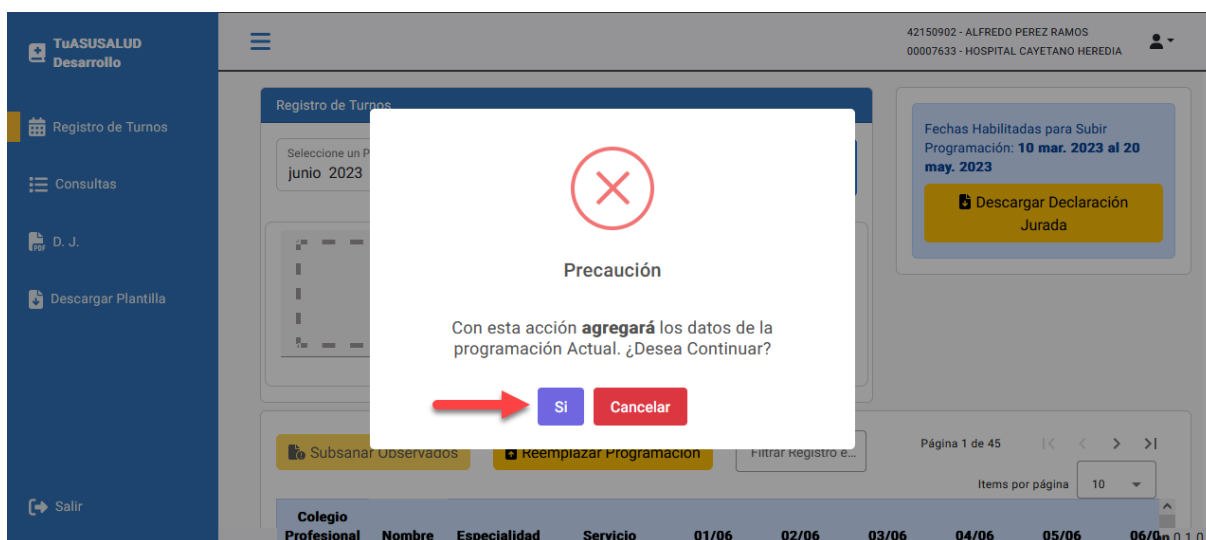 TuASUSALUD
Desarrollo
42150902 - ALFREDO PEREZ RAMOS
00007633 - HOSPITAL CAYETANO HEREDIA
Registro de Turnos
Consultas
D. J.
Descargar Plantilla
Salir
Registro de Turnos
Seleccione un P
junio 2023
Fechas Habilitadas para Subir
Programación: 10 mar. 2023 al 20
may. 2023
Descargar Declaración
Jurada
Precaución
Con esta acción agregará los datos de la
programación Actual. ¿Desea Continuar?
Si
Cancelar
Subsanar Observados
Reemplazar Programación
Filtrar Registro e...
Página 1 de 45
Items por página
10
Colegio
Profesional Nombre Especialidad Servicio 01/06 02/06 03/06 04/06 05/06